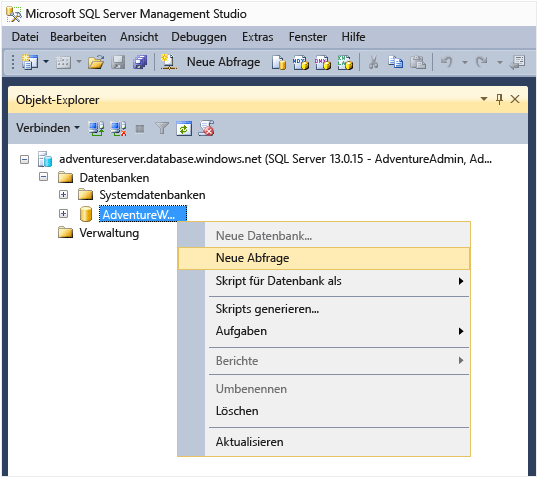 Microsoft SQL Server Management Studio
Datei Bearbeiten Ansicht Debuggen Extras Fenster Hilfe
Neue Abfrage
Objekt-Explorer
Verbinden
adventureserver.database.windows.net (SQL Server 13.0.15 - AdventureAdmin, Ad...
Datenbanken
Systemdatenbanken
AdventureW...
Verwaltung
Neue Datenbank...
Neue Abfrage
Skript für Datenbank als
Skripts generieren...
Aufgaben
Berichte
Umbenennen
Löschen
Aktualisieren